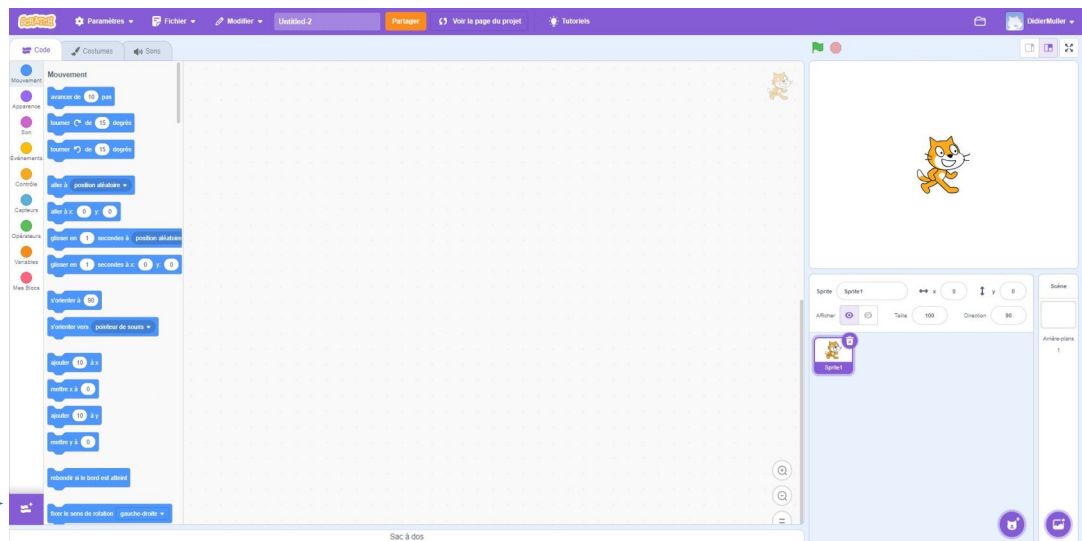 SCRATCH Paramètres Fichier Modifier Untitled-2 Partager Voir la page du projet Tutoriels DidierMuller
Code Costumes Sons
Mouvement
Apparence
Son
Événements
Contrôle
Capteurs
Opérateurs
Variables
Mes Blocs
Mouvement
avancer de 10 pas
tourner de 15 degrés
tourner de 15 degrés
aller à position aléatoire
aller à x: 0 y: 0
glisser en 1 secondes à position aléatoire
glisser en 1 secondes à x: 0 y: 0
s'orienter à 90
s'orienter vers pointeur de souris
ajouter 10 à x
mettre x à 0
ajouter 10 à y
mettre y à 0
rebondir si le bord est atteint
fixer le sens de rotation gauche-droite
Sac à dos
Sprite Sprite1 x 0 y 0
Afficher Taille 100 Direction 90
Sprite1
Scène
Arrière-plans
1